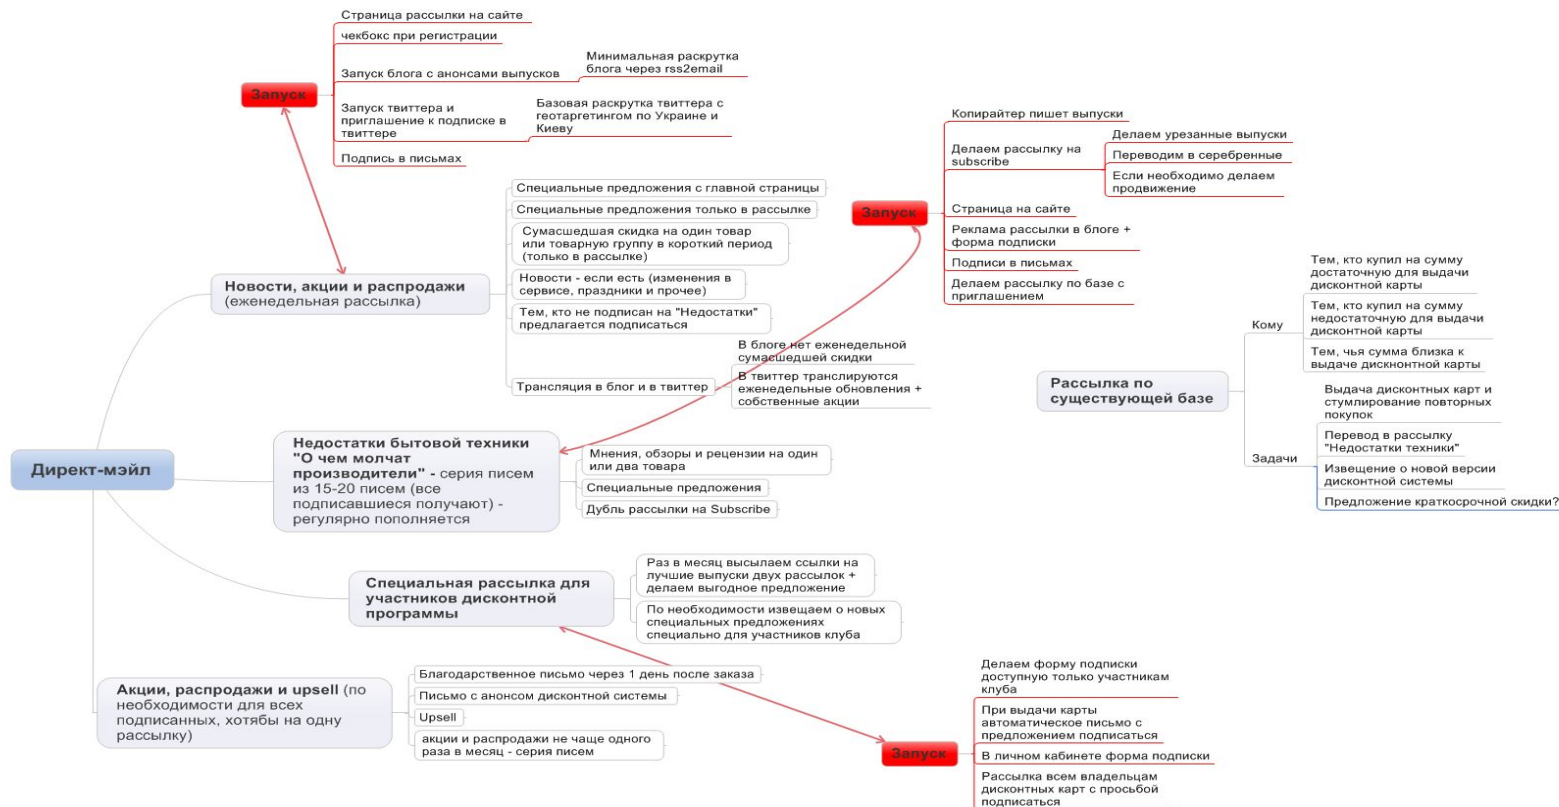 Страница рассылки на сайте
чекбокс при регистрации
Запуск блога с анонсами выпусков
Минимальная раскрутка
блога через rss2email
Запуск
Запуск твиттера и
приглашение к подписке в
твиттере
Базовая раскрутка твиттера с
геотаргетингом по Украине и
Киеву
Подпись в письмах
Новости, акции и распродажи
(еженедельная рассылка)
Специальные предложения с главной страницы
Специальные предложения только в рассылке
Сумасшедшая скидка на один товар
или товарную группу в короткий период
(только в рассылке)
Новости - если есть (изменения в
сервисе, праздники и прочее)
Тем, кто не подписан на "Недостатки"
предлагается подписаться
Трансляция в блог и в твиттер
В блоге нет еженедельной
сумасшедшей скидки
В твиттер транслируются
еженедельные обновления +
собственные акции
Запуск
Копирайтер пишет выпуски
Делаем рассылку на
subscribe
Делаем урезанные выпуски
Переводим в серебренные
Если необходимо делаем
продвижение
Страница на сайте
Реклама рассылки в блоге +
форма подписки
Подписи в письмах
Делаем рассылку по базе с
приглашением
Рассылка по
существующей базе
Кому
Тем, кто купил на сумму
достаточную для выдачи
дисконтной карты
Тем, кто купил на сумму
недостаточную для выдачи
дисконтной карты
Тем, чья сумма близка к
выдаче дискнонтной карты
Задачи
Выдача дисконтных карт и
стумлирование повторных
покупок
Перевод в рассылку
"Недостатки техники"
Извещение о новой версии
дисконтной системы
Предложение краткосрочной скидки?
Директ-мэйл
Недостатки бытовой техники
"О чем молчат
производители" - серия писем
из 15-20 писем (все
подписавшиеся получают) -
регулярно пополняется
Мнения, обзоры и рецензии на один
или два товара
Специальные предложения
Дубль рассылки на Subscribe
Специальная рассылка для
участников дисконтной
программы
Раз в месяц высылаем ссылки на
лучшие выпуски двух рассылок +
делаем выгодное предложение
По необходимости извещаем о новых
специальных предложениях
специально для участников клуба
Акции, распродажи и upsell (по
необходимости для всех
подписанных, хотябы на одну
рассылку)
Благодарственное письмо через 1 день после заказа
Письмо с анонсом дисконтной системы
Upsell
акции и распродажи не чаще одного
раза в месяц - серия писем
Запуск
Делаем форму подписки
доступную только участникам
клуба
При выдачи карты
автоматическое письмо с
предложением подписаться
В личном кабинете форма подписки
Рассылка всем владельцам
дисконтных карт с просьбой
подписаться